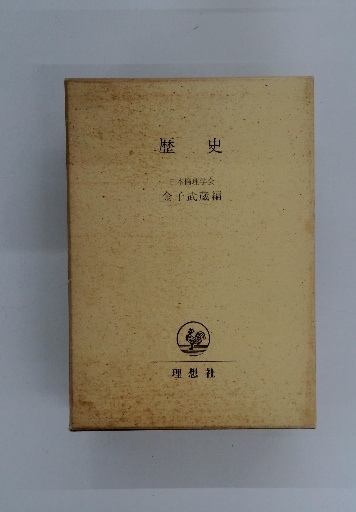 歴 史
日本倫理学会
金子武蔵編
理想社